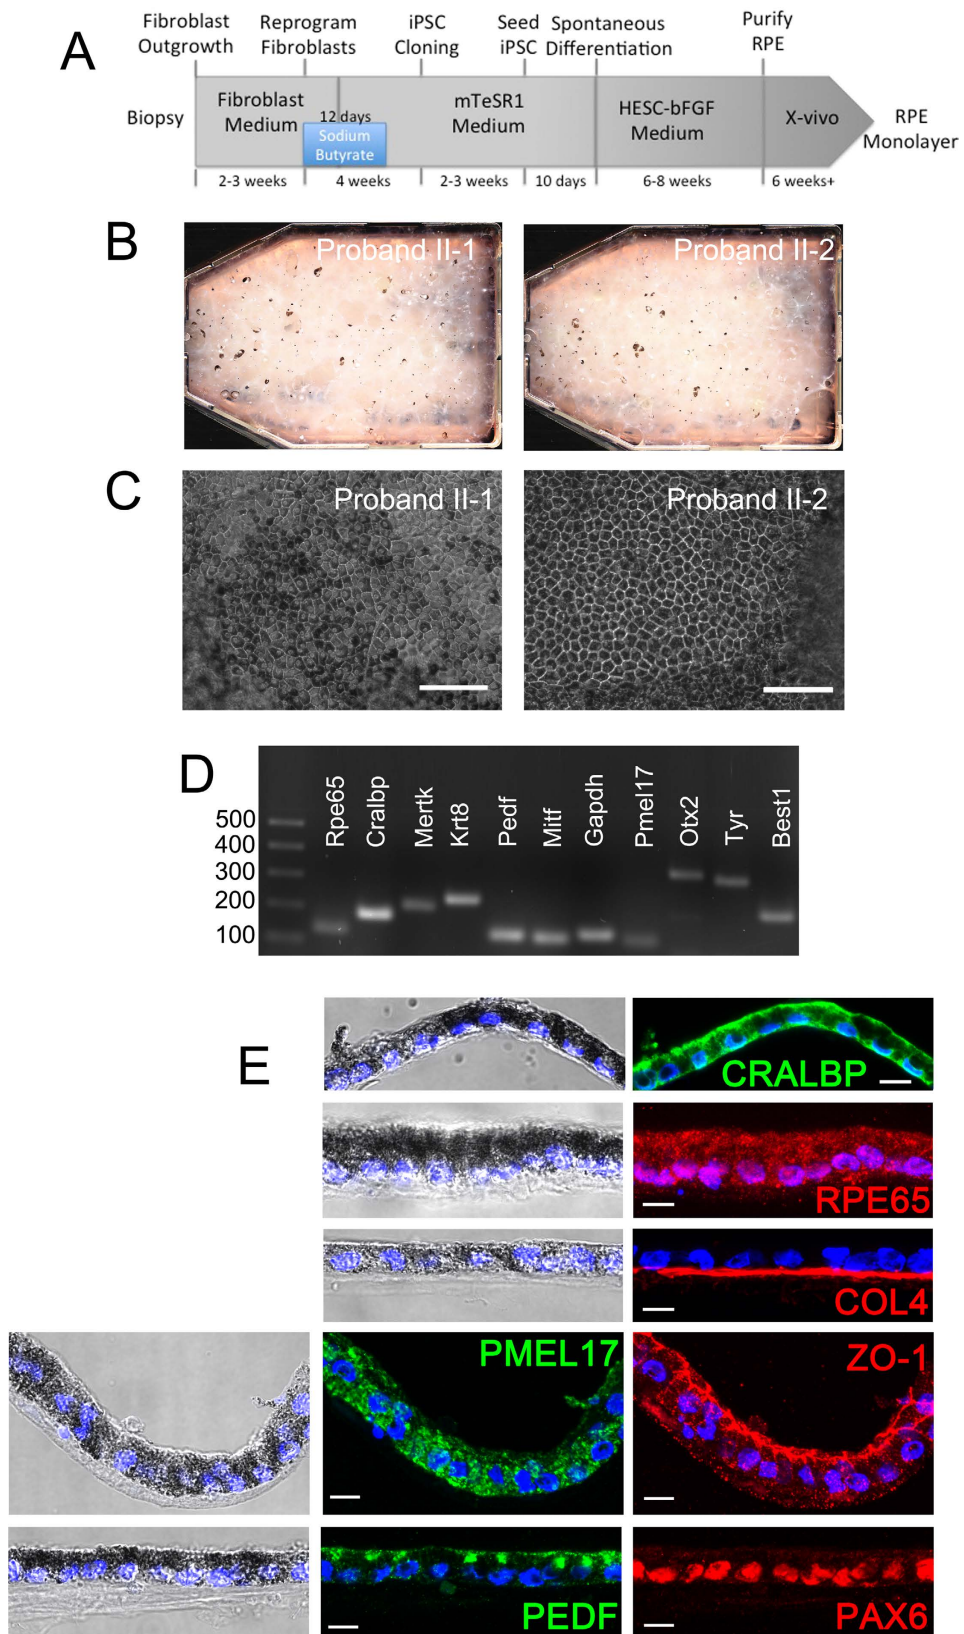 A
Fibroblast
Outgrowth
Reprogram
Fibroblasts
iPSC
Cloning
Seed
iPSC
Spontaneous
Differentiation
Purify
RPE
Biopsy
Fibroblast
Medium
12 days
Sodium
Butyrate
mTeSR1
Medium
HESC-bFGF
Medium
X-vivo
RPE
Monolayer
2-3 weeks
4 weeks
2-3 weeks
10 days
6-8 weeks
6 weeks+
B
Proband II-1
Proband II-2
C
Proband II-1
Proband II-2
D
Rpe65
Cralbp
Mertk
Krt8
Pedf
Mitf
Gapdh
Pmel17
Otx2
Tyr
Best1
500
400
300
200
100
E
CRALBP
RPE65
COL4
PMEL17
ZO-1
PEDF
PAX6